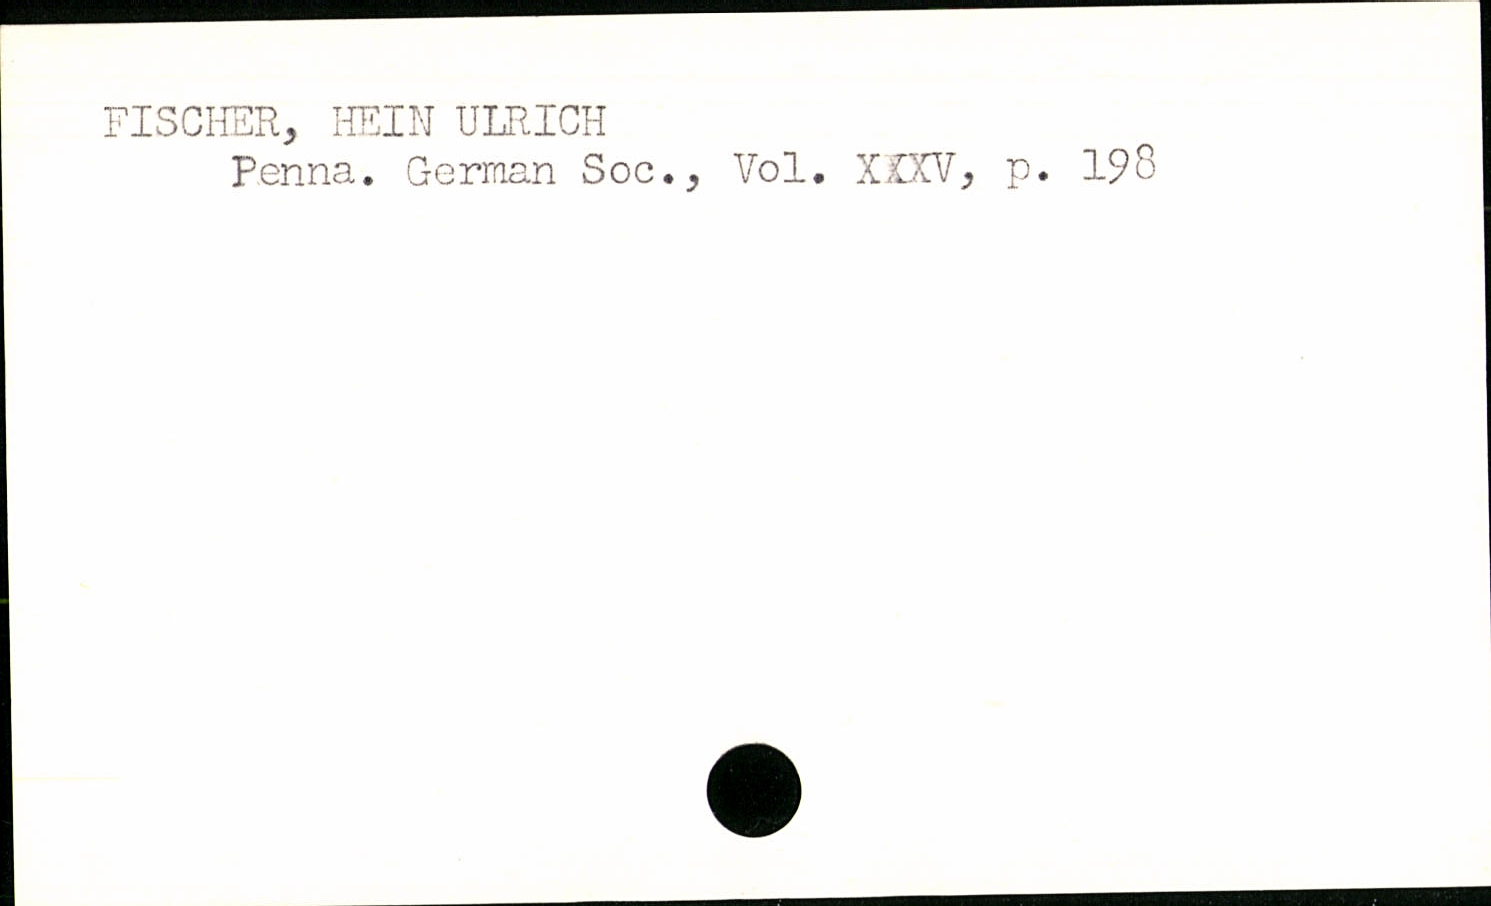 FISCHER, HEIN ULRICH
Penna. German Soc., Vol. XXXV, p. 198